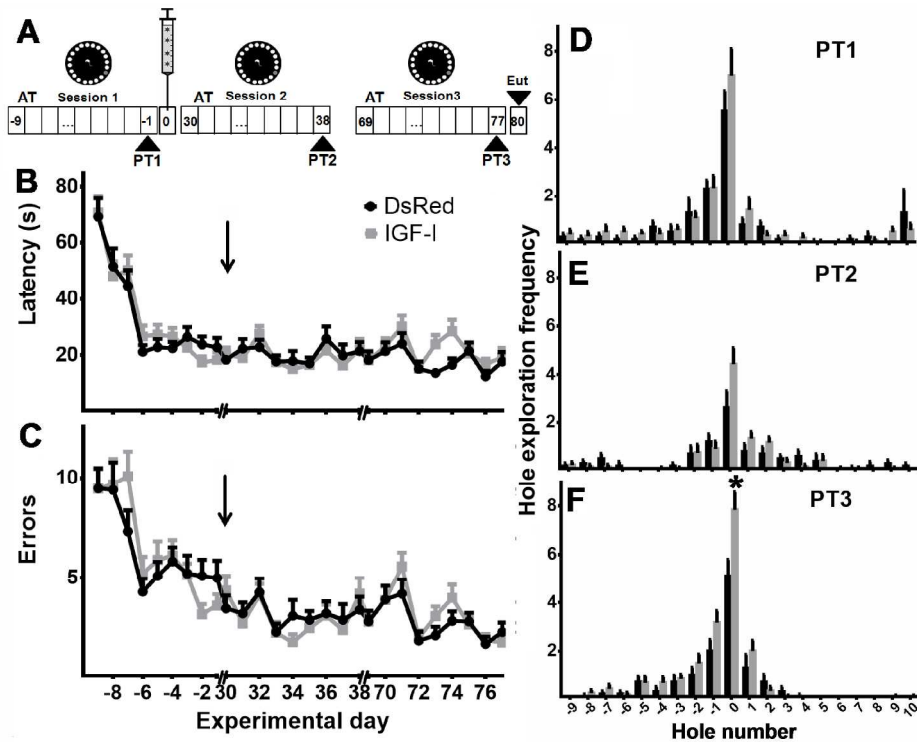 A
Session 1
Session 2
Session3
Eut
AT
AT
AT
-9
...
-1
0
30
...
38
69
...
77
80
PT1
PT2
PT3
B
80
60
40
20
Latency (s)
DsRed
IGF-I
C
10
5
Errors
-8 -6 -4 -2 30 32 34 36 38 70 72 74 76
Experimental day
D
PT1
8
6
4
2
E
PT2
8
6
4
2
F
PT3
*
8
6
4
2
Hole exploration frequency
-9 -8 -7 -6 -5 -4 -3 -2 -1 0 1 2 3 4 5 6 7 8 9 10
Hole number